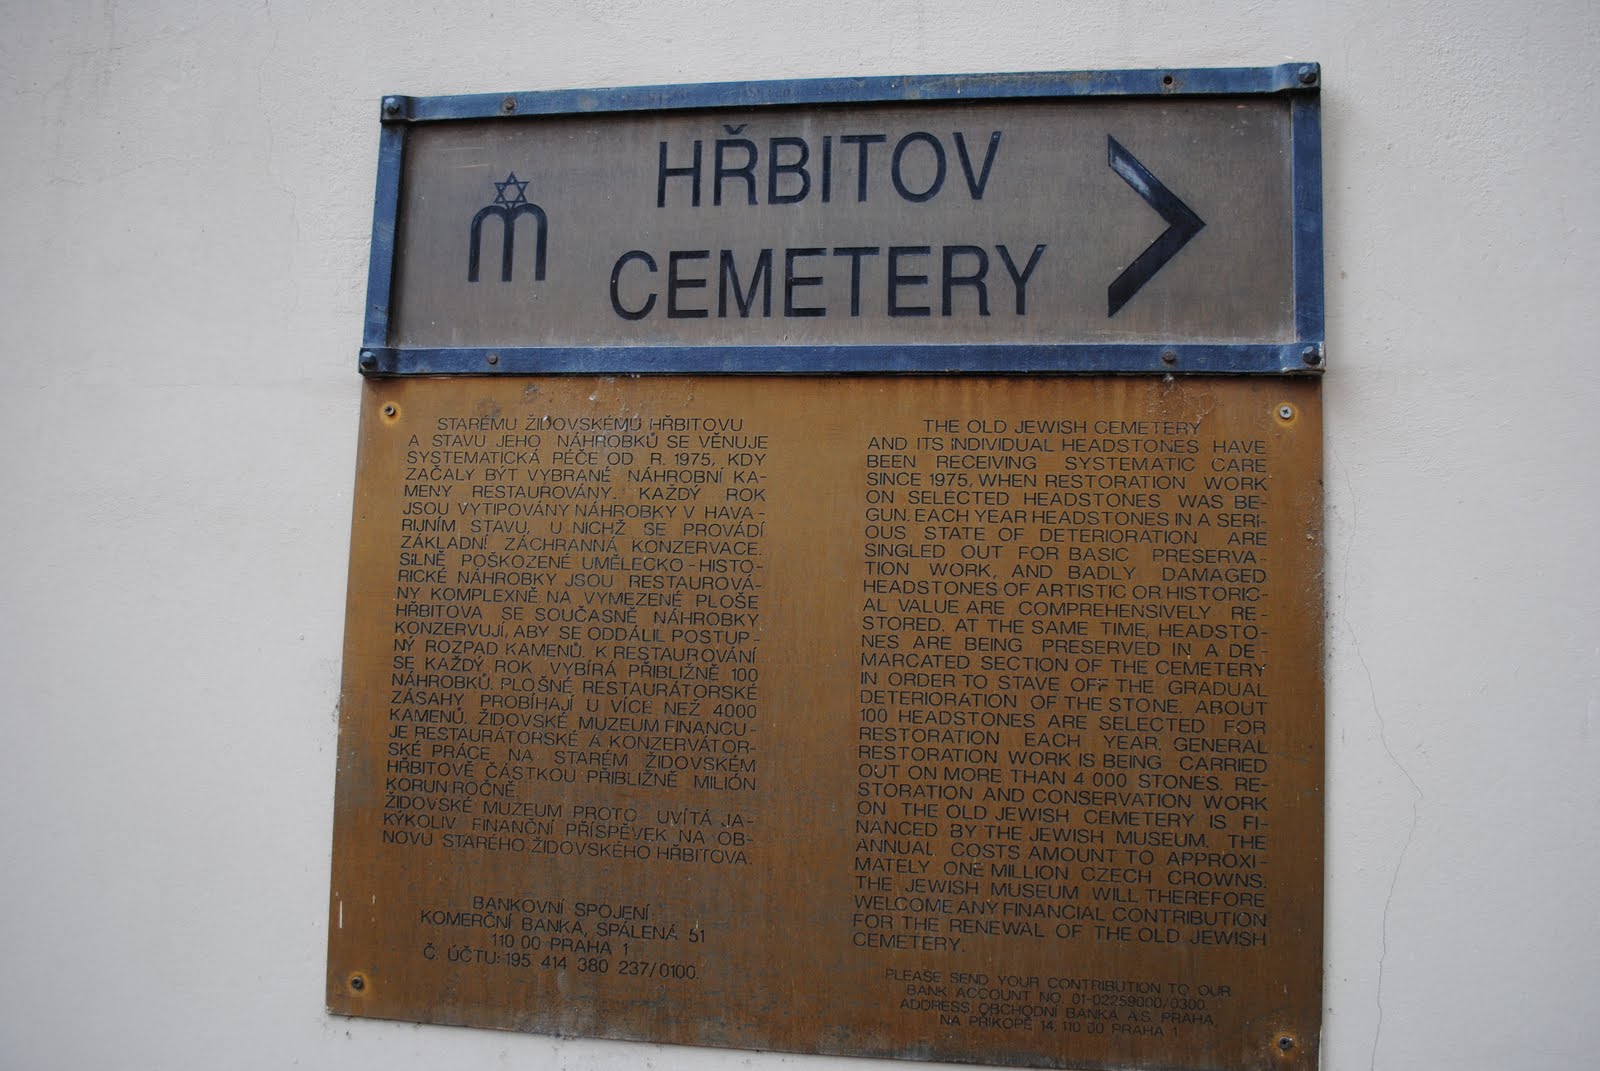 HŘBITOV
CEMETERY
STARÉMU ŽIDOVSKÉMU HŘBITOVU
A STAVU JEHO NÁHROBKŮ SE VĚNUJE
SYSTEMATICKÁ PÉČE OD R. 1975, KDY
ZAČALY BÝT VYBRANÉ NÁHROBNÍ KA-
MENY RESTAUROVÁNY. KAŽDÝ ROK
JSOU VYTIPOVÁNY NÁHROBKY V HAVA-
RIJNÍM STAVU, U NICHŽ SE PROVÁDÍ
ZÁKLADNÍ ZÁCHRANNÁ KONZERVACE.
SILNĚ POŠKOZENÉ UMĚLECKO-HISTO-
RICKÉ NÁHROBKY JSOU RESTAUROVÁ-
NY KOMPLEXNĚ. NA VYMEZENÉ PLOŠE
HŘBITOVA SE SOUČASNĚ NÁHROBKY
KONZERVUJÍ, ABY SE ODDÁLIL POSTUP-
NÝ ROZPAD KAMENŮ. K RESTAUROVÁNÍ
SE KAŽDÝ ROK VYBÍRÁ PŘIBLIŽNĚ 100
NÁHROBKŮ. PLOŠNÉ RESTAURÁTORSKÉ
ZÁSAHY PROBÍHAJÍ U VÍCE NEŽ 4000
KAMENŮ. ŽIDOVSKÉ MUZEUM FINANCU-
JE RESTAURÁTORSKÉ A KONZERVÁTOR-
SKÉ PRÁCE NA STARÉM ŽIDOVSKÉM
HŘBITOVĚ ČÁSTKOU PŘIBLIŽNĚ MILIÓN
KORUN ROČNĚ.
ŽIDOVSKÉ MUZEUM PROTO UVÍTÁ JA-
KÝKOLIV FINANČNÍ PŘÍSPĚVEK NA OB-
NOVU STARÉHO ŽIDOVSKÉHO HŘBITOVA.
BANKOVNÍ SPOJENÍ:
KOMERČNÍ BANKA, SPÁLENÁ 51
110 00 PRAHA 1
Č. ÚČTU: 195 414 380 237/0100.
THE OLD JEWISH CEMETERY
AND ITS INDIVIDUAL HEADSTONES HAVE
BEEN RECEIVING SYSTEMATIC CARE
SINCE 1975, WHEN RESTORATION WORK
ON SELECTED HEADSTONES WAS BE-
GUN. EACH YEAR HEADSTONES IN A SERI-
OUS STATE OF DETERIORATION ARE
SINGLED OUT FOR BASIC PRESERVA-
TION WORK, AND BADLY DAMAGED
HEADSTONES OF ARTISTIC OR HISTORIC-
AL VALUE ARE COMPREHENSIVELY RE-
STORED. AT THE SAME TIME, HEADSTO-
NES ARE BEING PRESERVED IN A DE-
MARCATED SECTION OF THE CEMETERY
IN ORDER TO STAVE OFF THE GRADUAL
DETERIORATION OF THE STONE. ABOUT
100 HEADSTONES ARE SELECTED FOR
RESTORATION EACH YEAR. GENERAL
RESTORATION WORK IS BEING CARRIED
OUT ON MORE THAN 4 000 STONES. RE-
STORATION AND CONSERVATION WORK
ON THE OLD JEWISH CEMETERY IS FI-
NANCED BY THE JEWISH MUSEUM. THE
ANNUAL COSTS AMOUNT TO APPROXI-
MATELY ONE MILLION CZECH CROWNS.
THE JEWISH MUSEUM WILL THEREFORE
WELCOME ANY FINANCIAL CONTRIBUTION
FOR THE RENEWAL OF THE OLD JEWISH
CEMETERY.
PLEASE SEND YOUR CONTRIBUTION TO OUR
BANK ACCOUNT NO. 01-02259000/0300
ADDRESS: OBCHODNÍ BANKA A.S. PRAHA,
NA PŘÍKOPĚ 14, 110 00 PRAHA 1